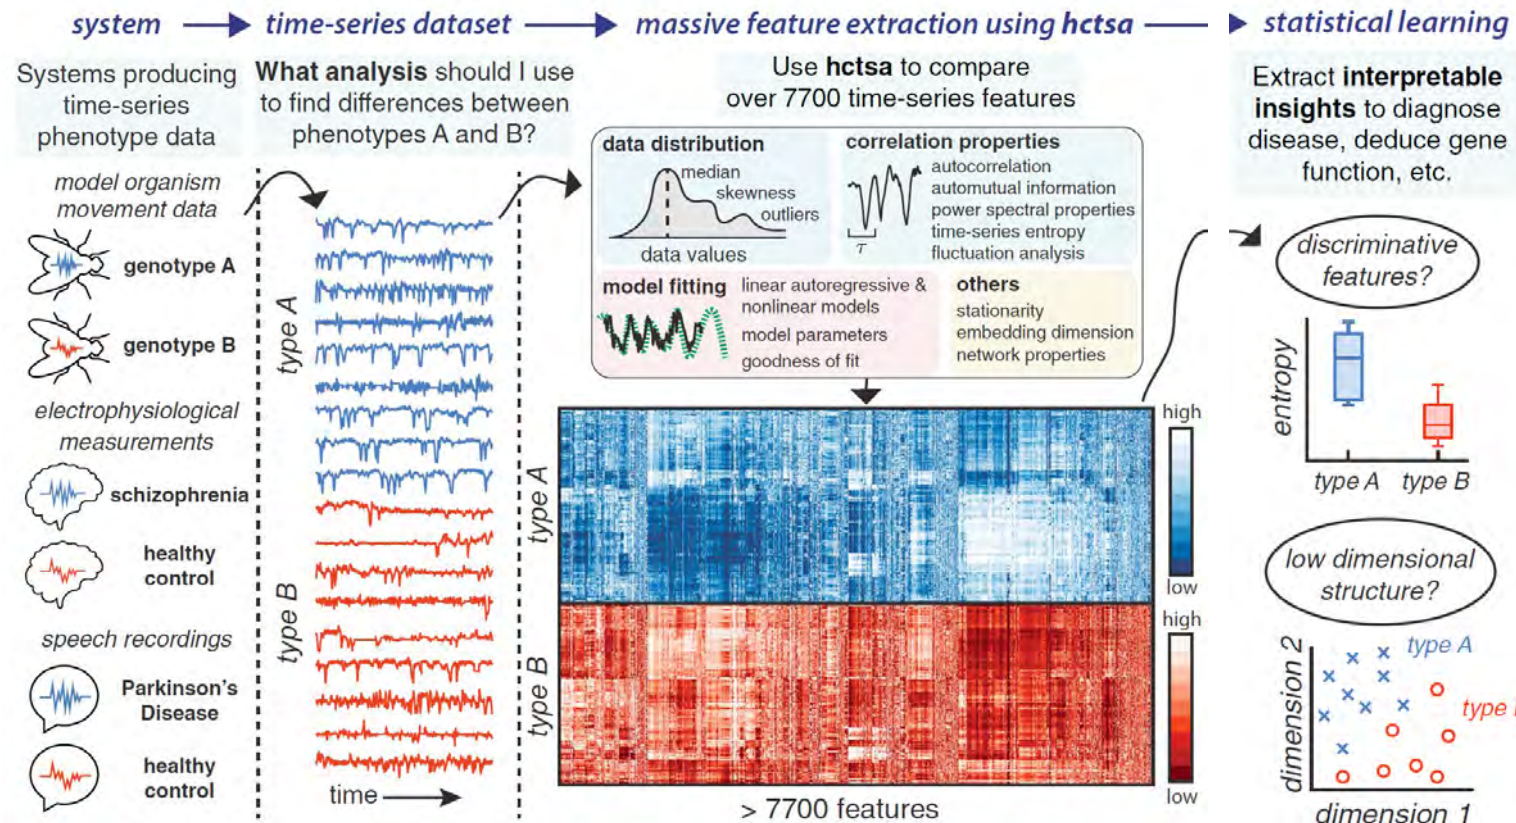 system
time-series dataset
massive feature extraction using hctsa
statistical learning
Systems producing
time-series
phenotype data
model organism
movement data
genotype A
genotype B
electrophysiological
measurements
schizophrenia
healthy
control
speech recordings
Parkinson's
Disease
healthy
control
What analysis should I use
to find differences between
phenotypes A and B?
type A
type B
time
Use hctsa to compare
over 7700 time-series features
data distribution
median
skewness
outliers
data values
correlation properties
autocorrelation
automutual information
power spectral properties
time-series entropy
fluctuation analysis
τ
model fitting
linear autoregressive &
nonlinear models
model parameters
goodness of fit
others
stationarity
embedding dimension
network properties
type A
type B
high
low
high
low
> 7700 features
Extract interpretable
insights to diagnose
disease, deduce gene
function, etc.
discriminative
features?
entropy
type A
type B
low dimensional
structure?
dimension 2
type A
type
dimension 1